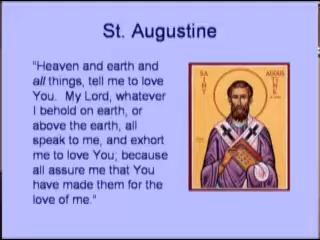 St. Augustine
"Heaven and earth and
all things, tell me to love
You. My Lord, whatever
I behold on earth, or
above the earth, all
speak to me, and exhort
me to love You; because
all assure me that You
have made them for the
love of me."
SAINT AUGUSTINE